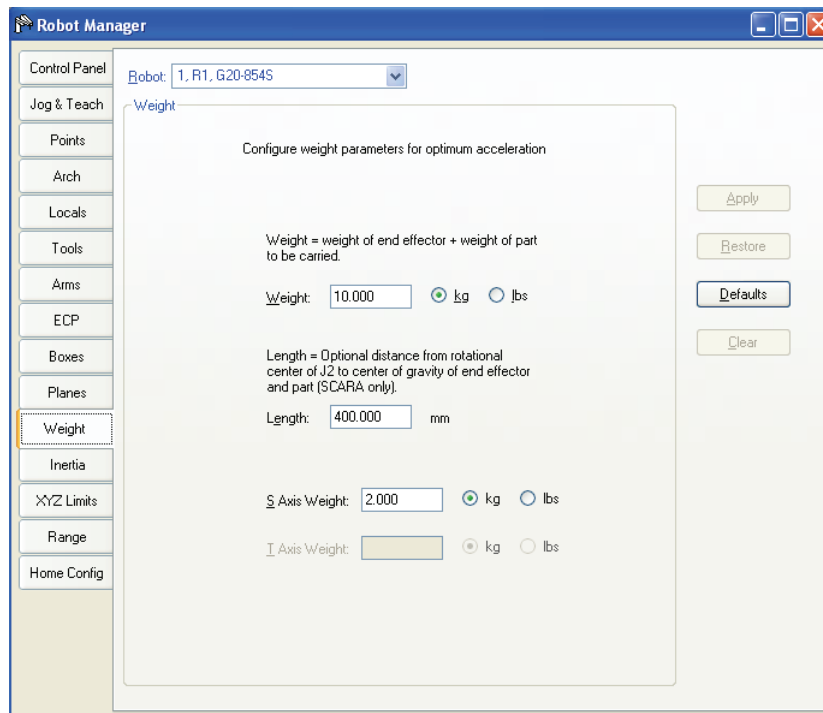 Robot Manager
Control Panel
Jog & Teach
Points
Arch
Locals
Tools
Arms
ECP
Boxes
Planes
Weight
Inertia
XYZ Limits
Range
Home Config
Robot: 1, R1, G20-854S
Weight
Configure weight parameters for optimum acceleration
Weight = weight of end effector + weight of part
to be carried.
Weight: 10.000 kg lbs
Length = Optional distance from rotational
center of J2 to center of gravity of end effector
and part (SCARA only).
Length: 400.000 mm
S Axis Weight: 2.000 kg lbs
T Axis Weight: kg lbs
Apply
Restore
Defaults
Clear